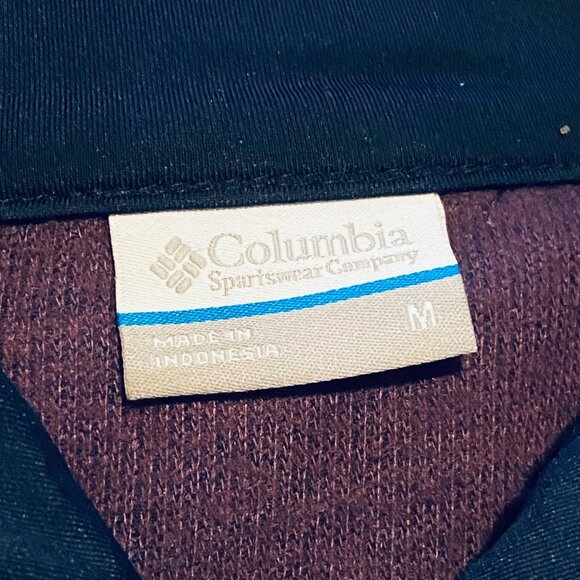 Columbia
Sportswear Company
M
MADE IN
INDONESIA